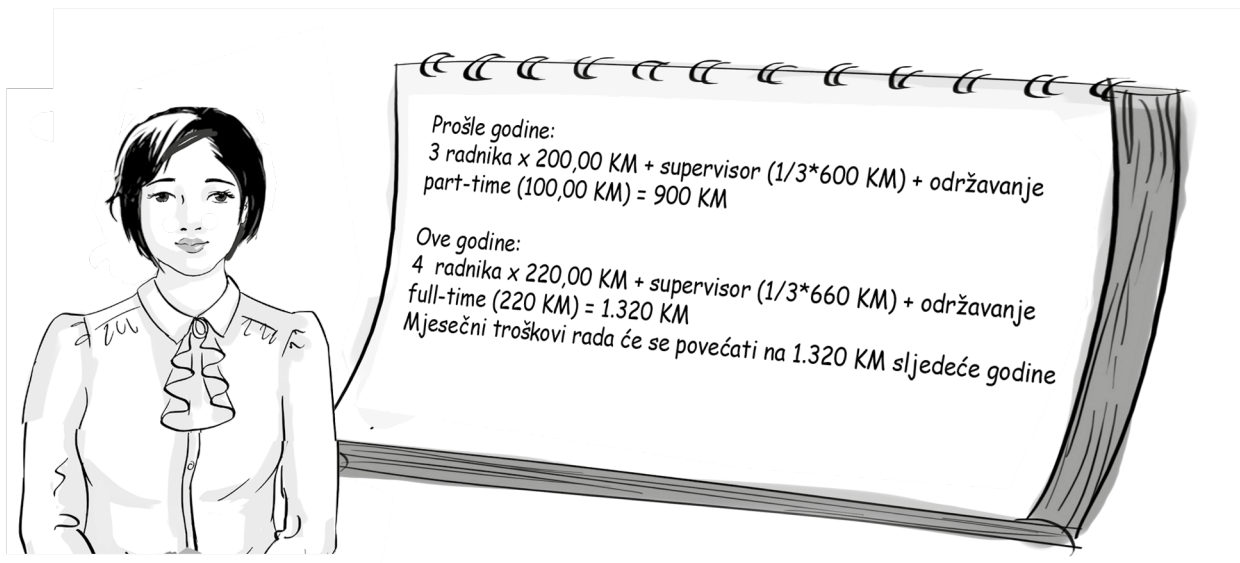 Prošle godine:
3 radnika x 200,00 KM + supervisor (1/3*600 KM) + održavanje
part-time (100,00 KM) = 900 KM
Ove godine:
4 radnika x 220,00 KM + supervisor (1/3*660 KM) + održavanje
full-time (220 KM) = 1.320 KM
Mjesečni troškovi rada će se povećati na 1.320 KM sljedeće godine